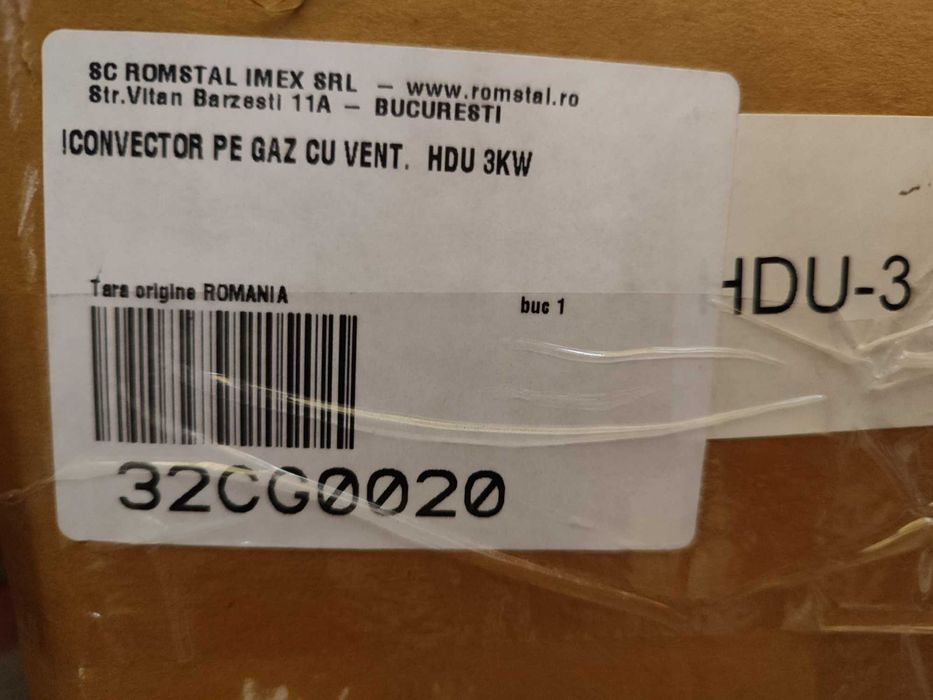 SC ROMSTAL IMEX SRL – www.romstal.ro
Str.Vitan Barzesti 11A – BUCURESTI
!CONVECTOR PE GAZ CU VENT. HDU 3KW
Tara origine ROMANIA
buc 1
32CG0020
HDU-3